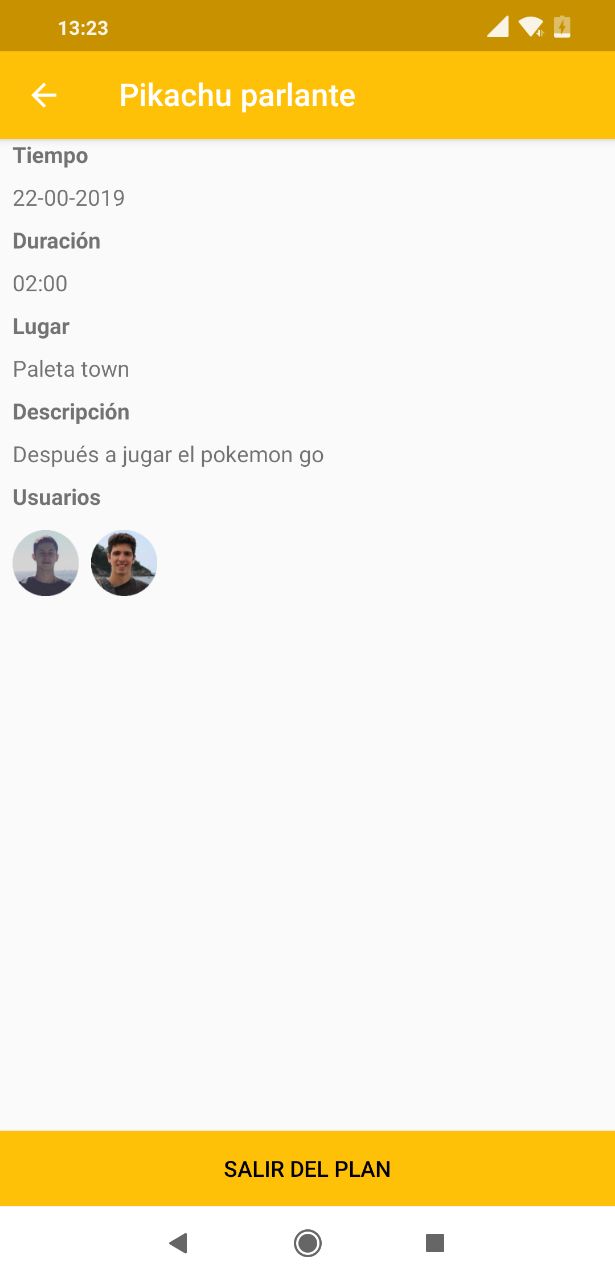 13:23
Pikachu parlante
Tiempo
22-00-2019
Duración
02:00
Lugar
Paleta town
Descripción
Después a jugar el pokemon go
Usuarios
SALIR DEL PLAN